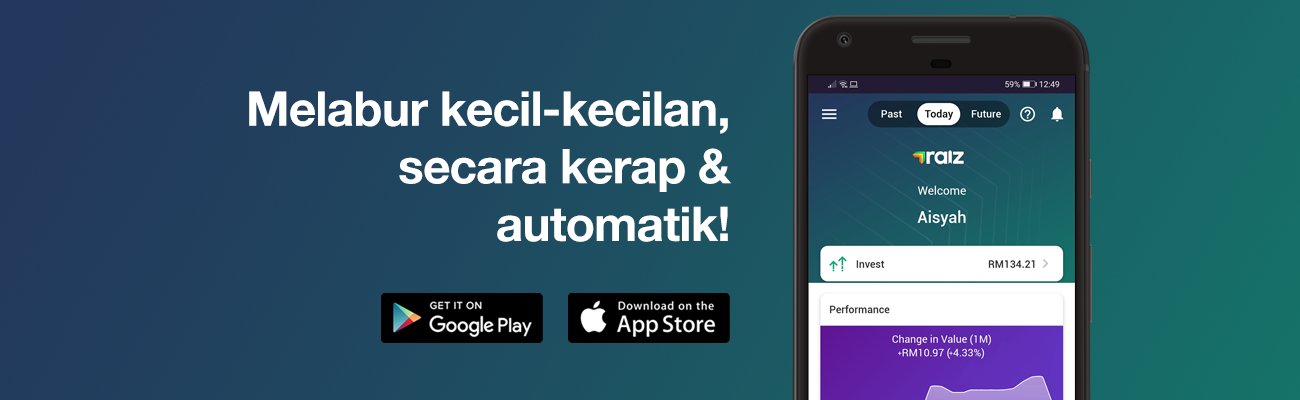 Melabur kecil-kecilan,
secara kerap &
automatik!
GET IT ON
Google Play
Download on the
App Store
59% 12:49
Past Today Future
raiz
Welcome
Aisyah
Invest RM134.21
Performance
Change in Value (1M)
+RM10.97 (+4.33%)